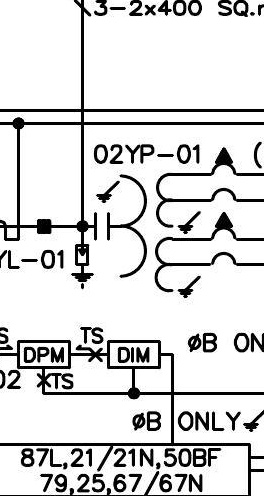 3-2x400 SQ.
02YP-01 (
YL-01
S TS ØB ON
DPM DIM
02 TS
ØB ONLY
87L,21/21N,50BF
79,25,67/67N